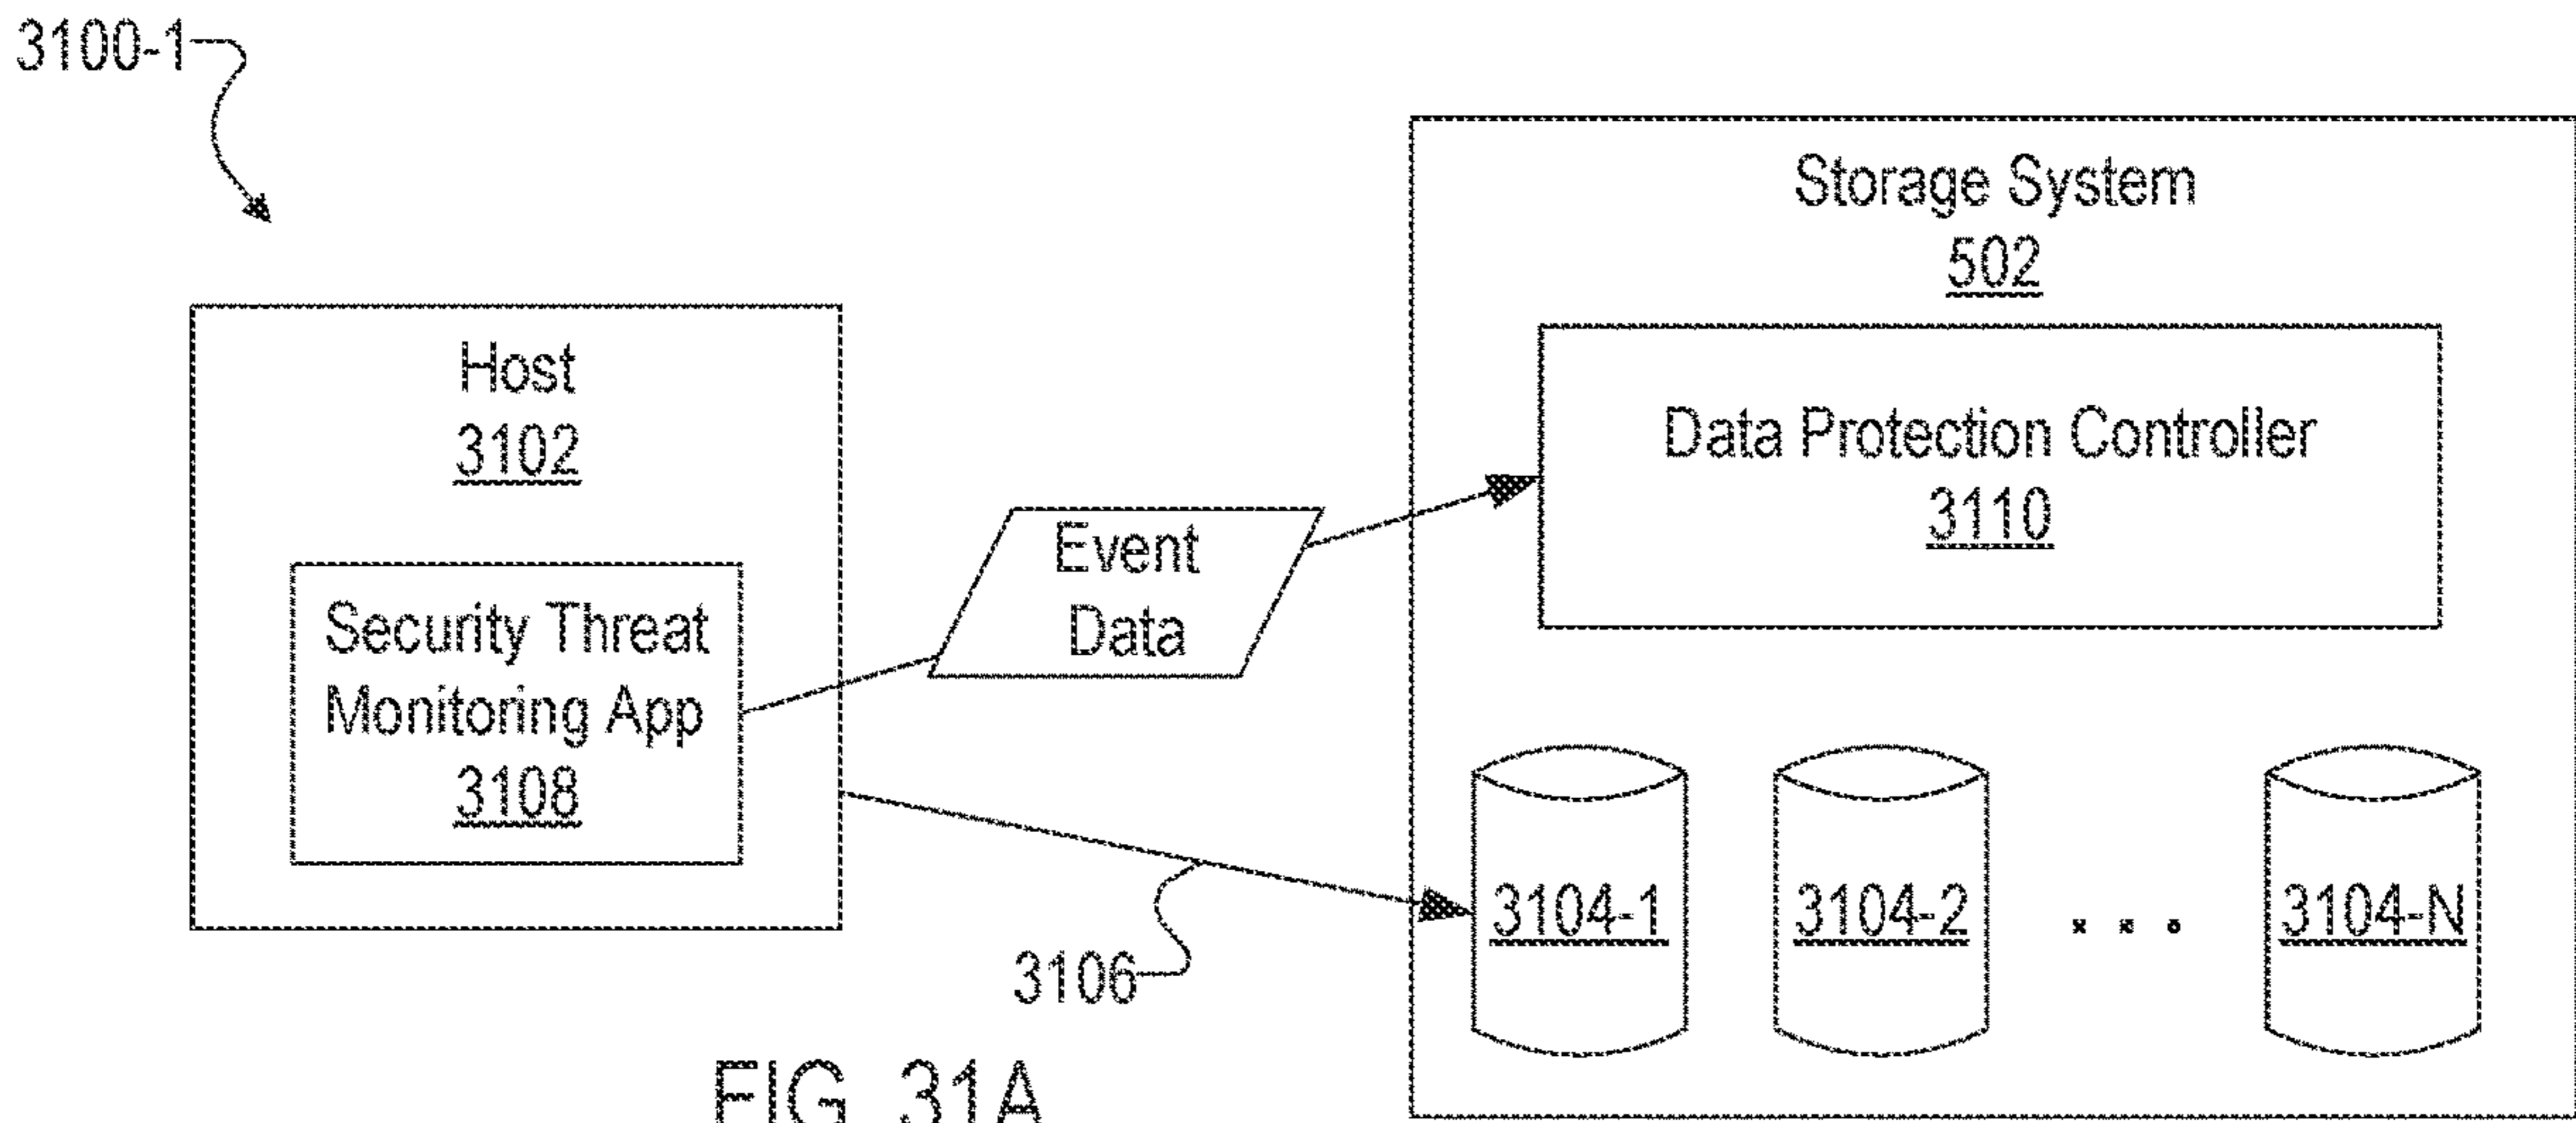 3100-1
Storage System
502
Host
3102
Data Protection Controller
3110
Event
Data
Security Threat
Monitoring App
3108
3104-1
3104-2
. . .
3104-N
3106
FIG. 31A